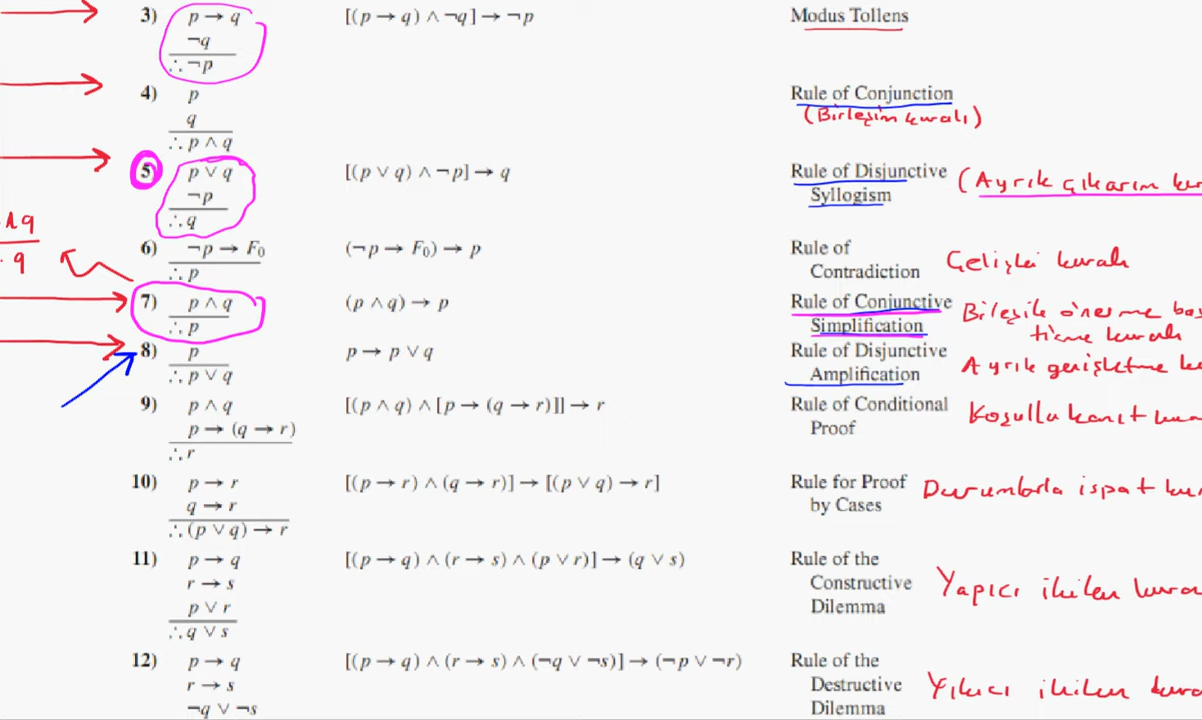 3) p → q [(p → q) ∧ ¬q] → ¬p Modus Tollens
¬q
∴ ¬p
4) p Rule of Conjunction
q (Birleşim kuralı)
∴ p ∧ q
5) p ∨ q [(p ∨ q) ∧ ¬p] → q Rule of Disjunctive (Ayrık çıkarım
¬p Syllogism
∴ q
∧q
q
6) ¬p → F₀ (¬p → F₀) → p Rule of Gelişki kuralı
∴ p Contradiction
7) p ∧ q (p ∧ q) → p Rule of Conjunctive Bileşik önerme
∴ p Simplification tirme kuralı
8) p p → p ∨ q Rule of Disjunctive Ayrık genişletme
∴ p ∨ q Amplification
9) p ∧ q [(p ∧ q) ∧ [p → (q → r)]] → r Rule of Conditional Koşullu kanıt
p → (q → r) Proof
∴ r
10) p → r [(p → r) ∧ (q → r)] → [(p ∨ q) → r] Rule for Proof Durumlarla ispat
q → r by Cases
∴ (p ∨ q) → r
11) p → q [(p → q) ∧ (r → s) ∧ (p ∨ r)] → (q ∨ s) Rule of the Yapıcı ikilem
r → s Constructive
p ∨ r Dilemma
∴ q ∨ s
12) p → q [(p → q) ∧ (r → s) ∧ (¬q ∨ ¬s)] → (¬p ∨ ¬r) Rule of the Yıkıcı ikilem
r → s Destructive
¬q ∨ ¬s Dilemma